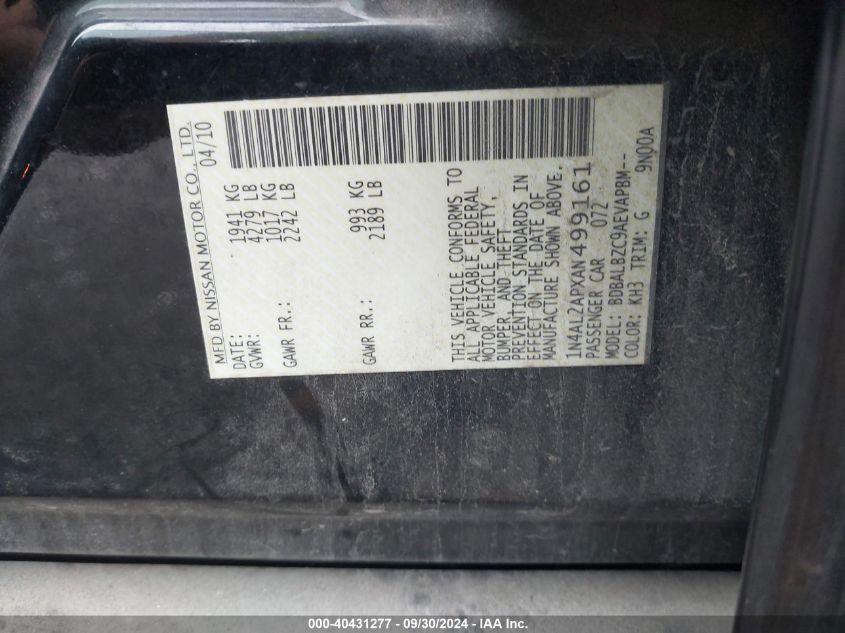 MFD BY NISSAN MOTOR CO., LTD.
DATE: 04/10
GVWR: 1941 KG
4279 LB
GAWR FR.: 1017 KG
2242 LB
GAWR RR.: 993 KG
2189 LB
THIS VEHICLE CONFORMS TO
ALL APPLICABLE FEDERAL
MOTOR VEHICLE SAFETY,
BUMPER, AND THEFT
PREVENTION STANDARDS IN
EFFECT ON THE DATE OF
MANUFACTURE SHOWN ABOVE.
1N4AL2APXAN499161
PASSENGER CAR 072
MODEL: BDBALBZC9AEVAPBM--
COLOR: KH3 TRIM: G 9N00A
000-40431277 - 09/30/2024 - IAA Inc.